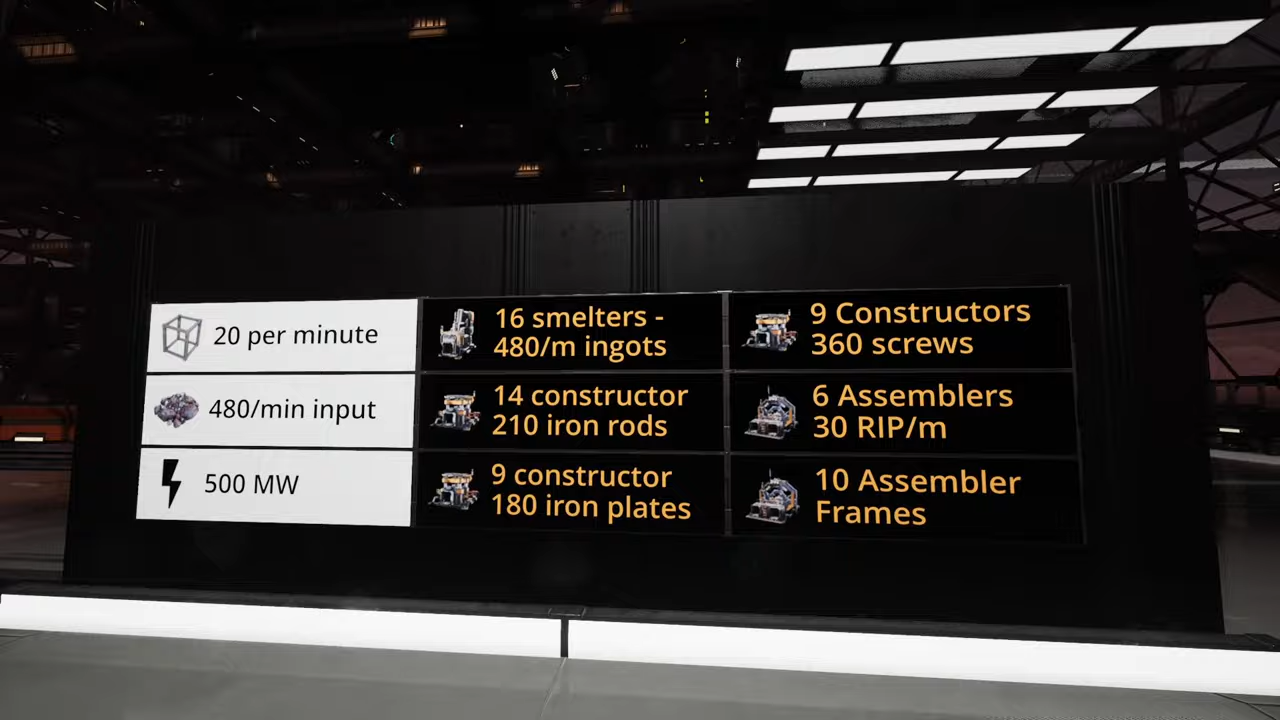 20 per minute
480/min input
500 MW
16 smelters -
480/m ingots
14 constructor
210 iron rods
9 constructor
180 iron plates
9 Constructors
360 screws
6 Assemblers
30 RIP/m
10 Assembler
Frames